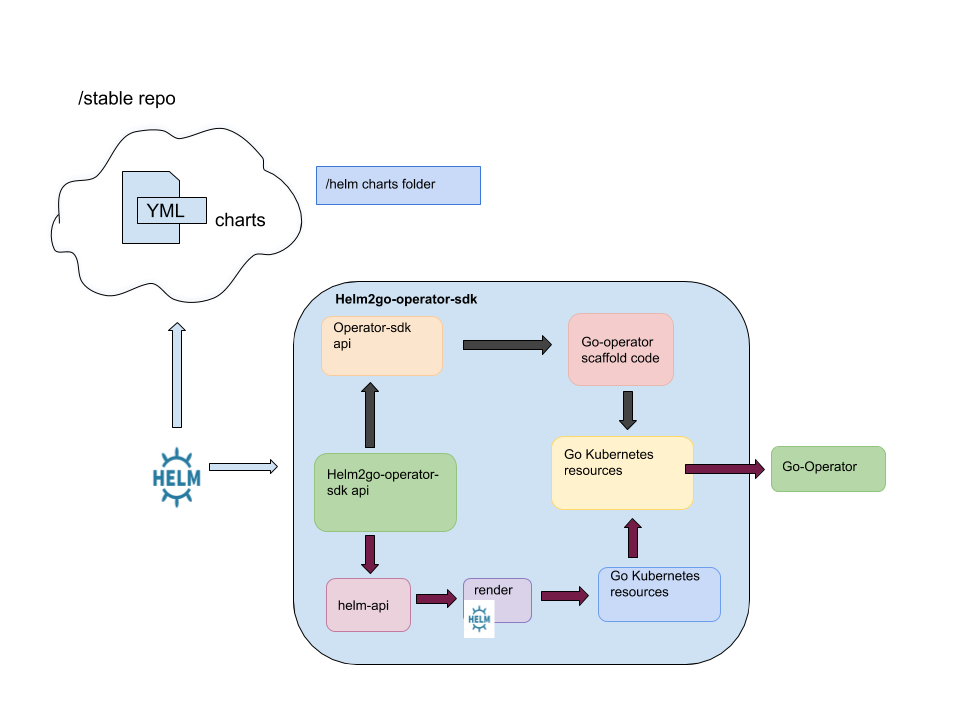 /stable repo
YML
charts
/helm charts folder
HELM
Helm2go-operator-sdk
Operator-sdk
api
Go-operator
scaffold code
Helm2go-operator-
sdk api
Go Kubernetes
resources
Go-Operator
helm-api
render
HELM
Go Kubernetes
resources